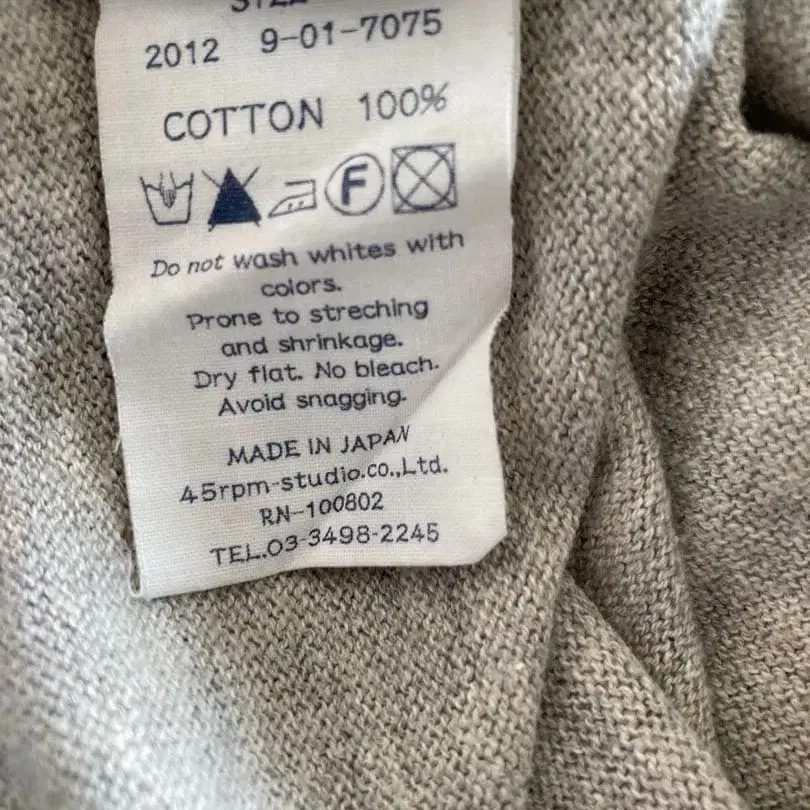 SIZE
2012 9-01-7075
COTTON 100%
F
Do not wash whites with
colors.
Prone to streching
and shrinkage.
Dry flat. No bleach.
Avoid snagging.
MADE IN JAPAN
45rpm-studio.co.,Ltd.
RN-100802
TEL.03-3498-2245